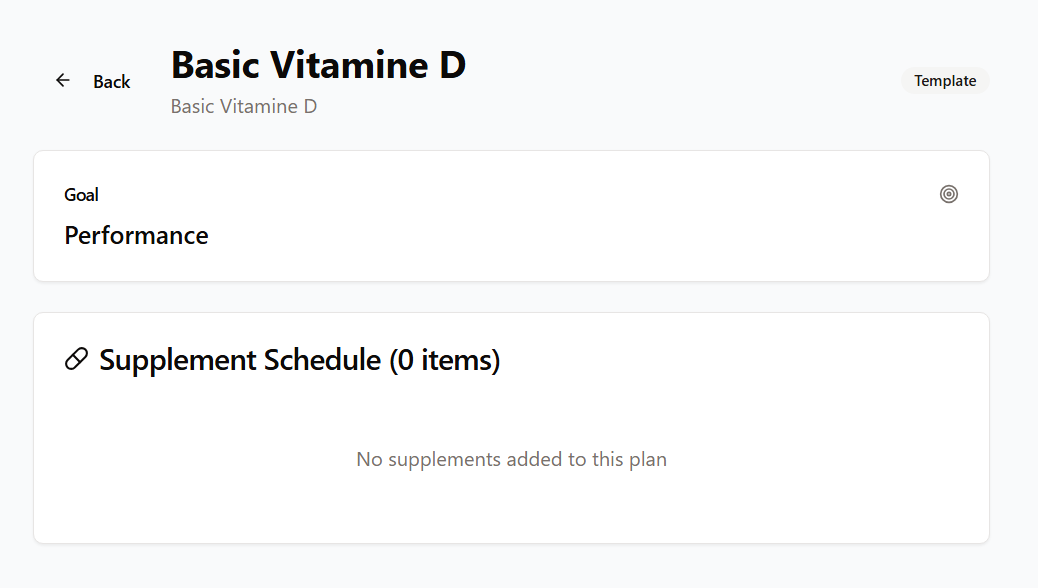 Back
Basic Vitamine D
Basic Vitamine D
Template
Goal
Performance
Supplement Schedule (0 items)
No supplements added to this plan